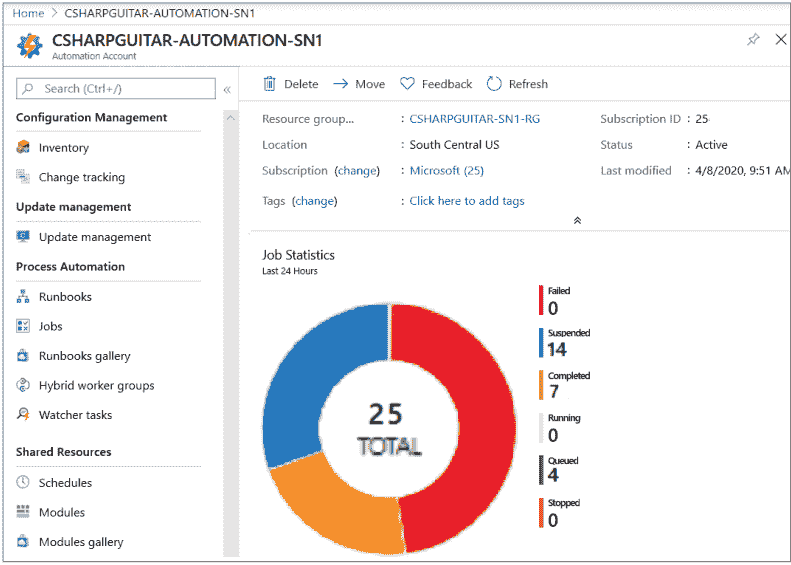 Home > CSHARPGUITAR-AUTOMATION-SN1
CSHARPGUITAR-AUTOMATION-SN1
Automation Account
Search (Ctrl+/)
«
Configuration Management
Inventory
Change tracking
Update management
Update management
Process Automation
Runbooks
Jobs
Runbooks gallery
Hybrid worker groups
Watcher tasks
Shared Resources
Schedules
Modules
Modules gallery
Delete Move Feedback Refresh
Resource group... : CSHARPGUITAR-SN1-RG Subscription ID : 25
Location : South Central US Status : Active
Subscription (change) : Microsoft (25) Last modified : 4/8/2020, 9:51 AM
Tags (change) : Click here to add tags
Job Statistics
Last 24 Hours
25
TOTAL
Failed
0
Suspended
14
Completed
7
Running
0
Queued
4
Stopped
0